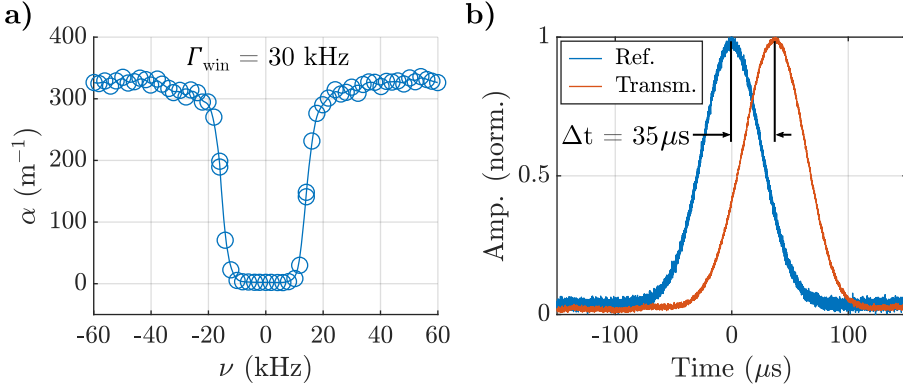 a)
Γwin = 30 kHz
α (m⁻¹)
400
300
200
100
0
-60 -40 -20 0 20 40 60
ν (kHz)
b)
Ref.
Transm.
Δt = 35μs
Amp. (norm.)
1
0.5
0
-100 0 100
Time (μs)